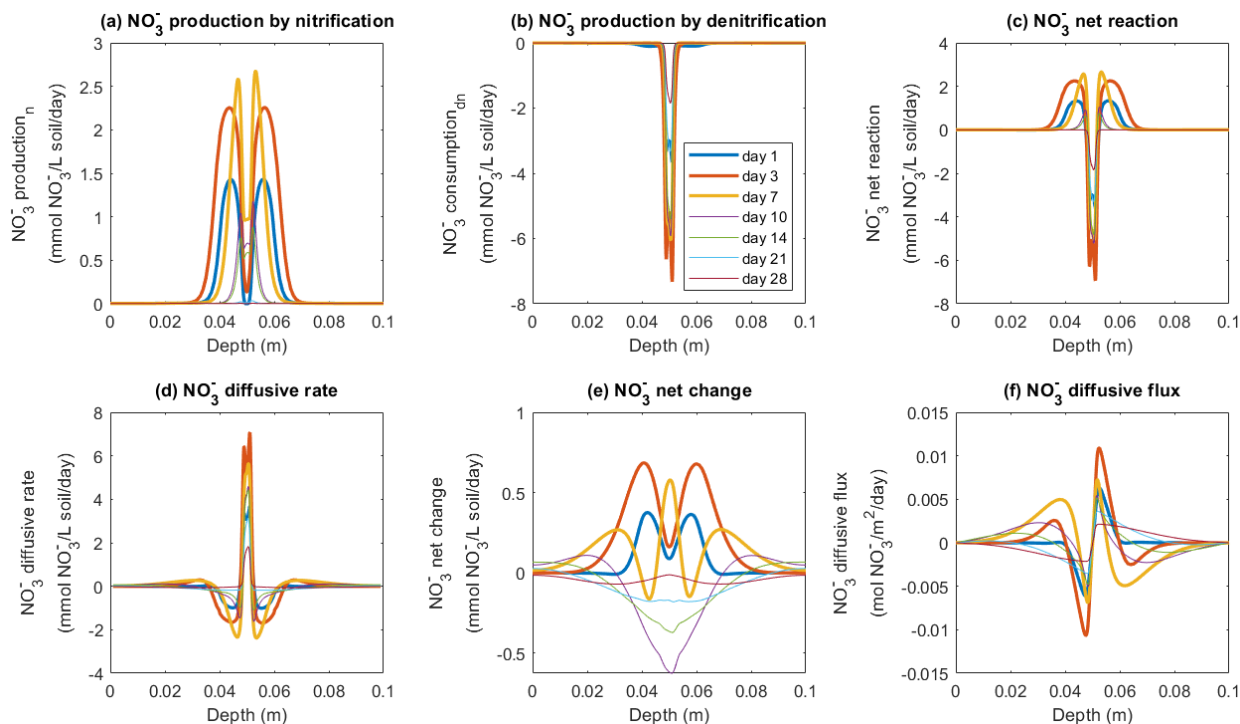 (a) NO₃⁻ production by nitrification
NO₃⁻ productionₙ
(mmol NO₃⁻/L soil/day)
3
2.5
2
1.5
1
0.5
0
0 0.02 0.04 0.06 0.08 0.1
Depth (m)
(b) NO₃⁻ production by denitrification
NO₃⁻ consumption_dn
(mmol NO₃⁻/L soil/day)
0
-2
-4
-6
-8
day 1
day 3
day 7
day 10
day 14
day 21
day 28
0 0.02 0.04 0.06 0.08 0.1
Depth (m)
(c) NO₃⁻ net reaction
NO₃⁻ net reaction
(mmol NO₃⁻/L soil/day)
4
2
0
-2
-4
-6
-8
0 0.02 0.04 0.06 0.08 0.1
Depth (m)
(d) NO₃⁻ diffusive rate
NO₃⁻ diffusive rate
(mmol NO₃⁻/L soil/day)
8
6
4
2
0
-2
-4
0 0.02 0.04 0.06 0.08 0.1
Depth (m)
(e) NO₃⁻ net change
NO₃⁻ net change
(mmol NO₃⁻/L soil/day)
1
0.5
0
-0.5
0 0.02 0.04 0.06 0.08 0.1
Depth (m)
(f) NO₃⁻ diffusive flux
NO₃⁻ diffusive flux
(mol NO₃⁻/m²/day)
0.015
0.01
0.005
0
-0.005
-0.01
-0.015
0 0.02 0.04 0.06 0.08 0.1
Depth (m)